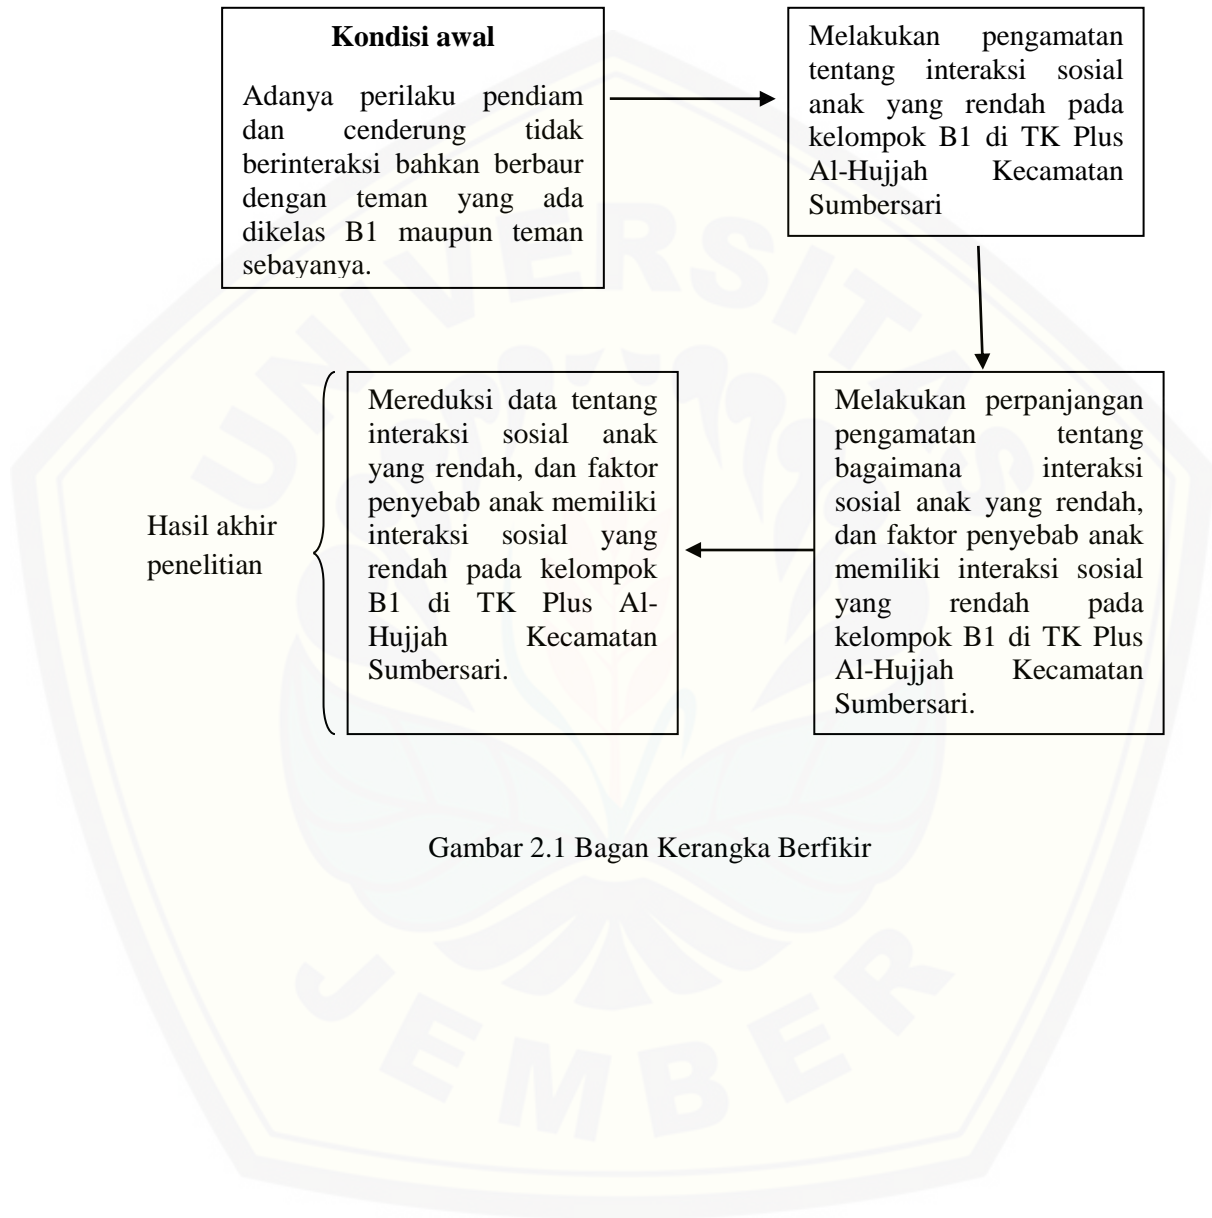 Kondisi awal
Adanya perilaku pendiam
dan cenderung tidak
berinteraksi bahkan berbaur
dengan teman yang ada
dikelas B1 maupun teman
sebayanya.
Melakukan pengamatan
tentang interaksi sosial
anak yang rendah pada
kelompok B1 di TK Plus
Al-Hujjah Kecamatan
Sumbersari
Melakukan perpanjangan
pengamatan tentang
bagaimana interaksi
sosial anak yang rendah,
dan faktor penyebab anak
memiliki interaksi sosial
yang rendah pada
kelompok B1 di TK Plus
Al-Hujjah Kecamatan
Sumbersari.
Mereduksi data tentang
interaksi sosial anak
yang rendah, dan faktor
penyebab anak memiliki
interaksi sosial yang
rendah pada kelompok
B1 di TK Plus Al-
Hujjah Kecamatan
Sumbersari.
Hasil akhir
penelitian
Gambar 2.1 Bagan Kerangka Berfikir
UNIVERSITAS
JEMBER